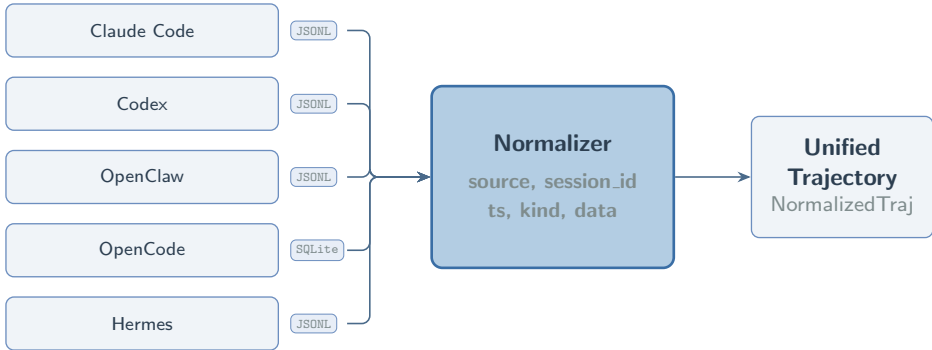 Claude Code
JSONL
Codex
JSONL
OpenClaw
JSONL
OpenCode
SQLite
Hermes
JSONL
Normalizer
source, session_id
ts, kind, data
Unified
Trajectory
NormalizedTraj